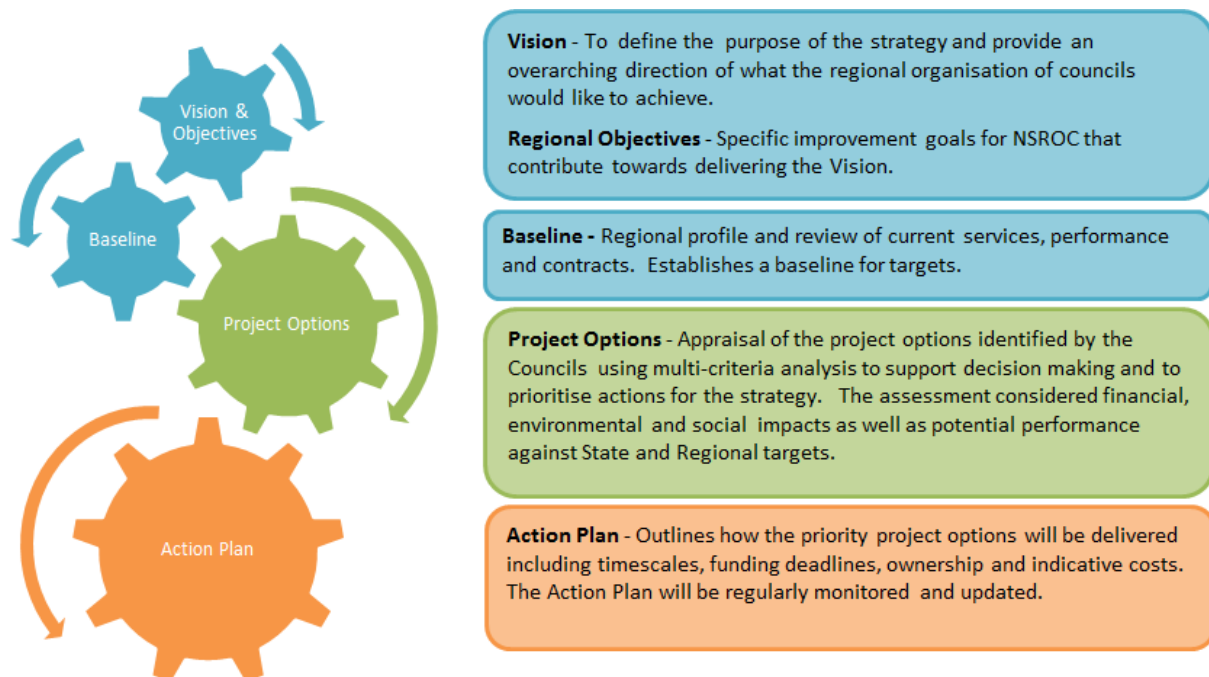 Vision &
Objectives
Baseline
Project Options
Action Plan
Vision - To define the purpose of the strategy and provide an
overarching direction of what the regional organisation of councils
would like to achieve.
Regional Objectives - Specific improvement goals for NSROC that
contribute towards delivering the Vision.
Baseline - Regional profile and review of current services, performance
and contracts. Establishes a baseline for targets.
Project Options - Appraisal of the project options identified by the
Councils using multi-criteria analysis to support decision making and to
prioritise actions for the strategy. The assessment considered financial,
environmental and social impacts as well as potential performance
against State and Regional targets.
Action Plan - Outlines how the priority project options will be delivered
including timescales, funding deadlines, ownership and indicative costs.
The Action Plan will be regularly monitored and updated.